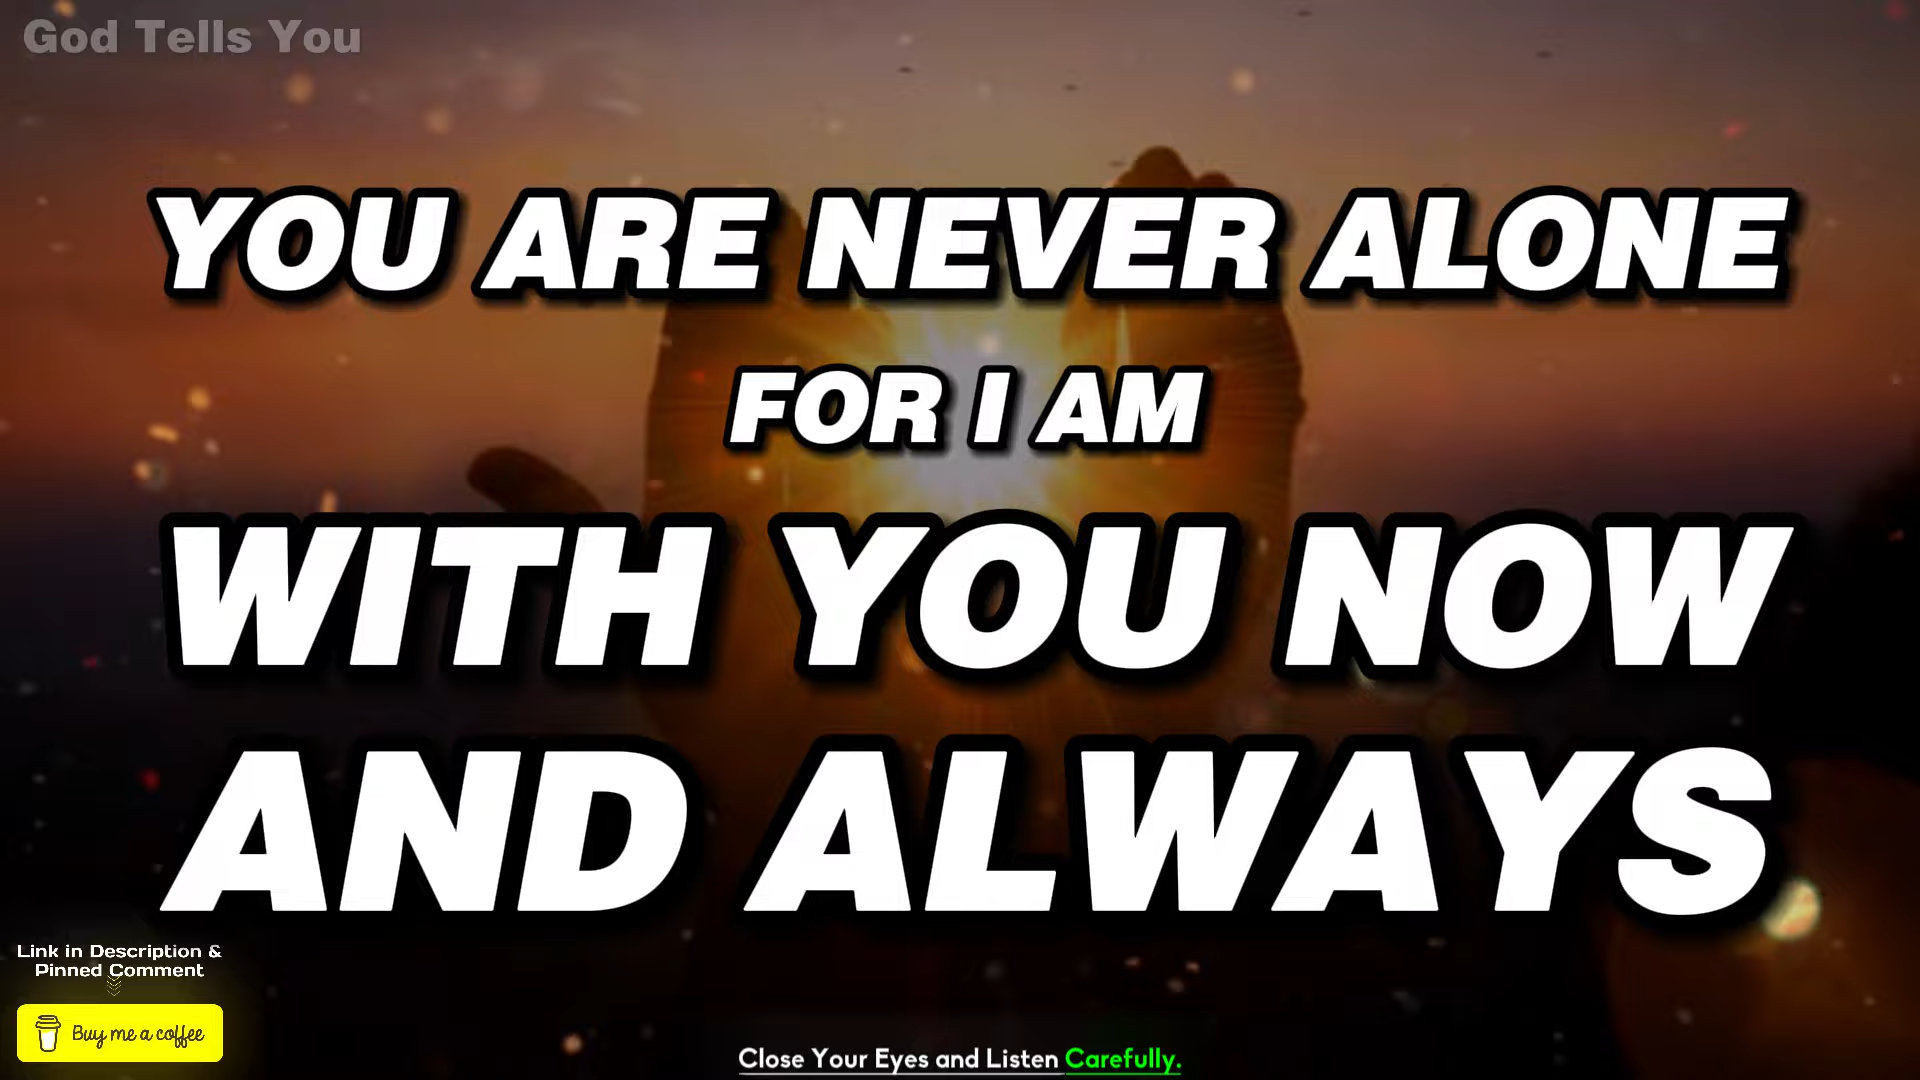 God Tells You
YOU ARE NEVER ALONE
FOR I AM
WITH YOU NOW
AND ALWAYS
Link in Description &
Pinned Comment
Buy me a coffee
Close Your Eyes and Listen Carefully.